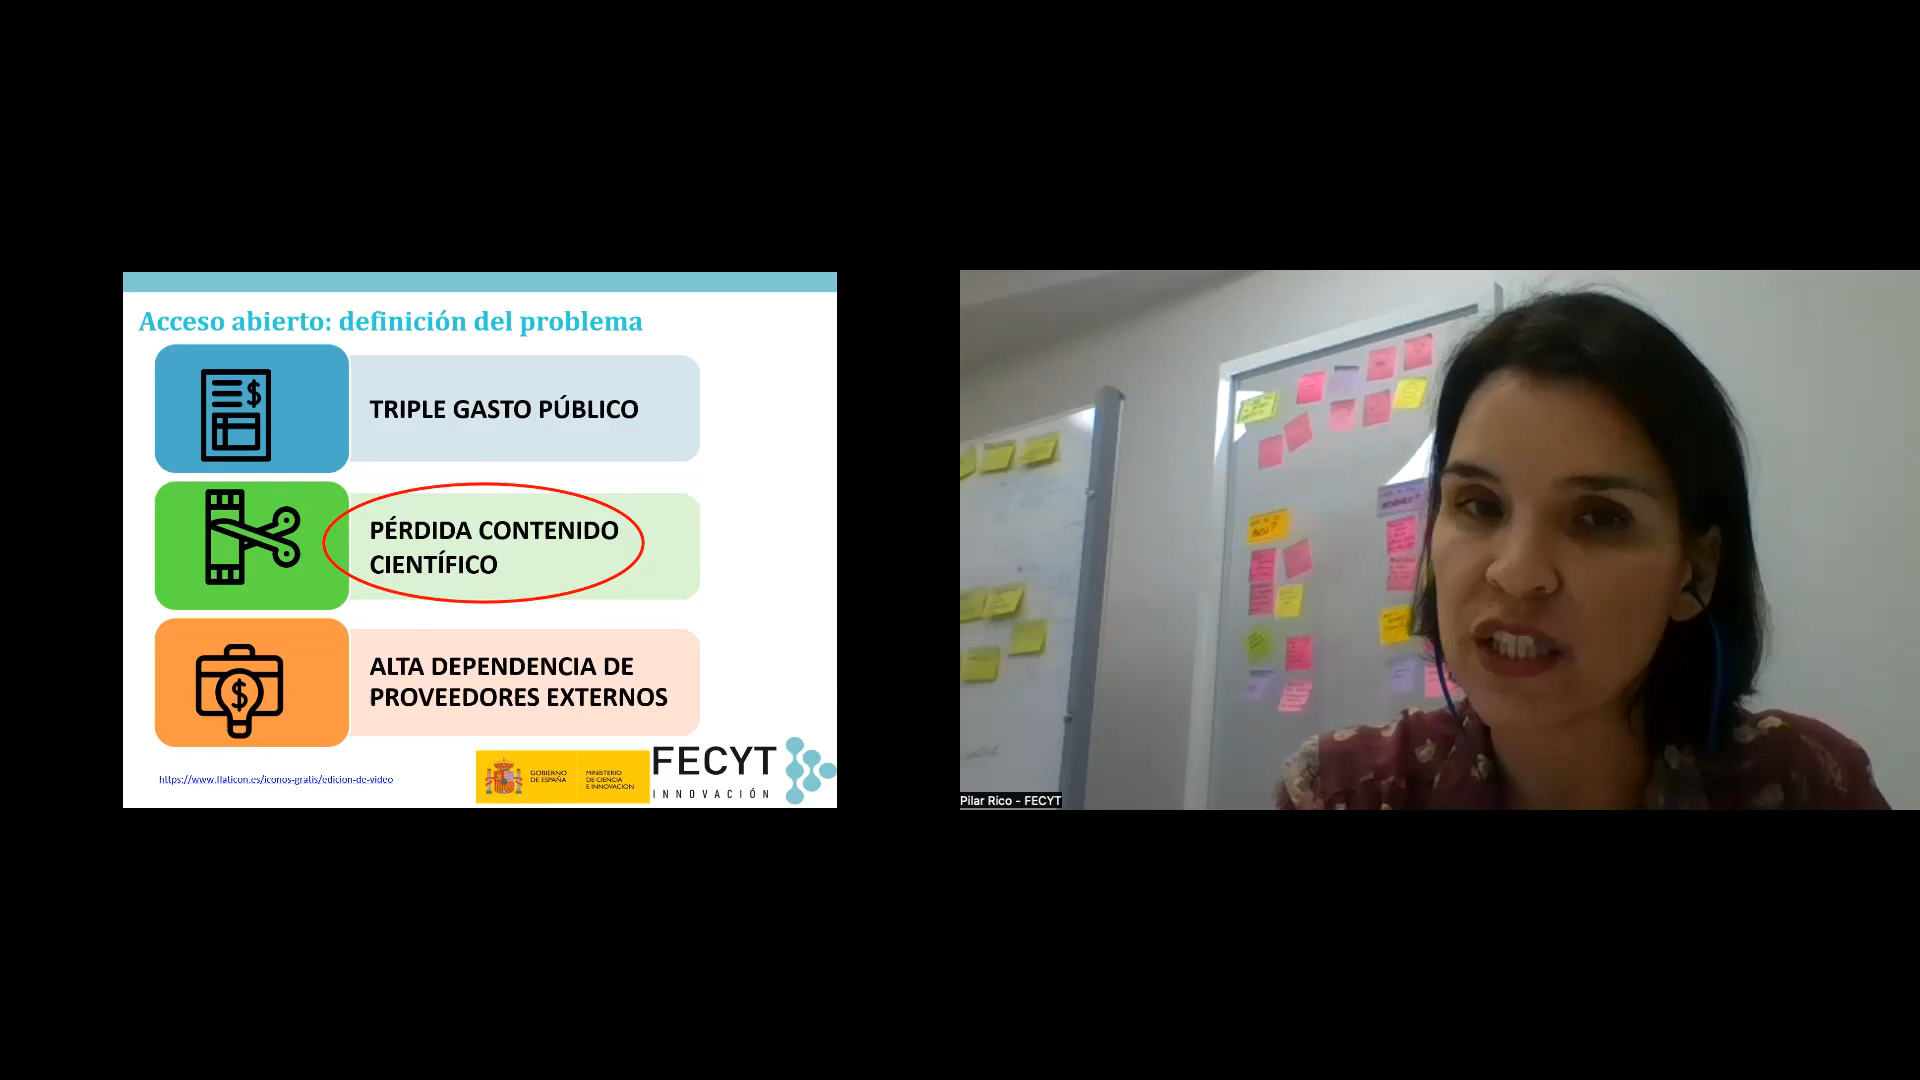 Acceso abierto: definición del problema
TRIPLE GASTO PÚBLICO
PÉRDIDA CONTENIDO
CIENTÍFICO
ALTA DEPENDENCIA DE
PROVEEDORES EXTERNOS
https://www.flaticon.es/iconos-gratis/edicion-de-video
GOBIERNO
DE ESPAÑA
MINISTERIO
DE CIENCIA
E INNOVACIÓN
FECYT
INNOVACIÓN
Pilar Rico - FECYT